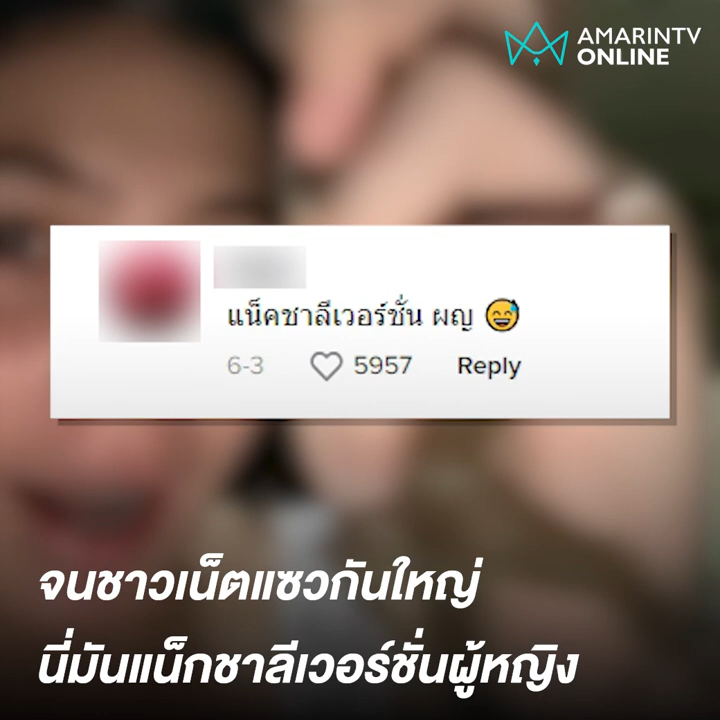 AMARINTV
ONLINE
แน็คชาลีเวอร์ชั่น ผญ 😅
6-3 5957 Reply
จนชาวเน็ตแซวกันใหญ่
นี่มันแน็กชาลีเวอร์ชั่นผู้หญิง